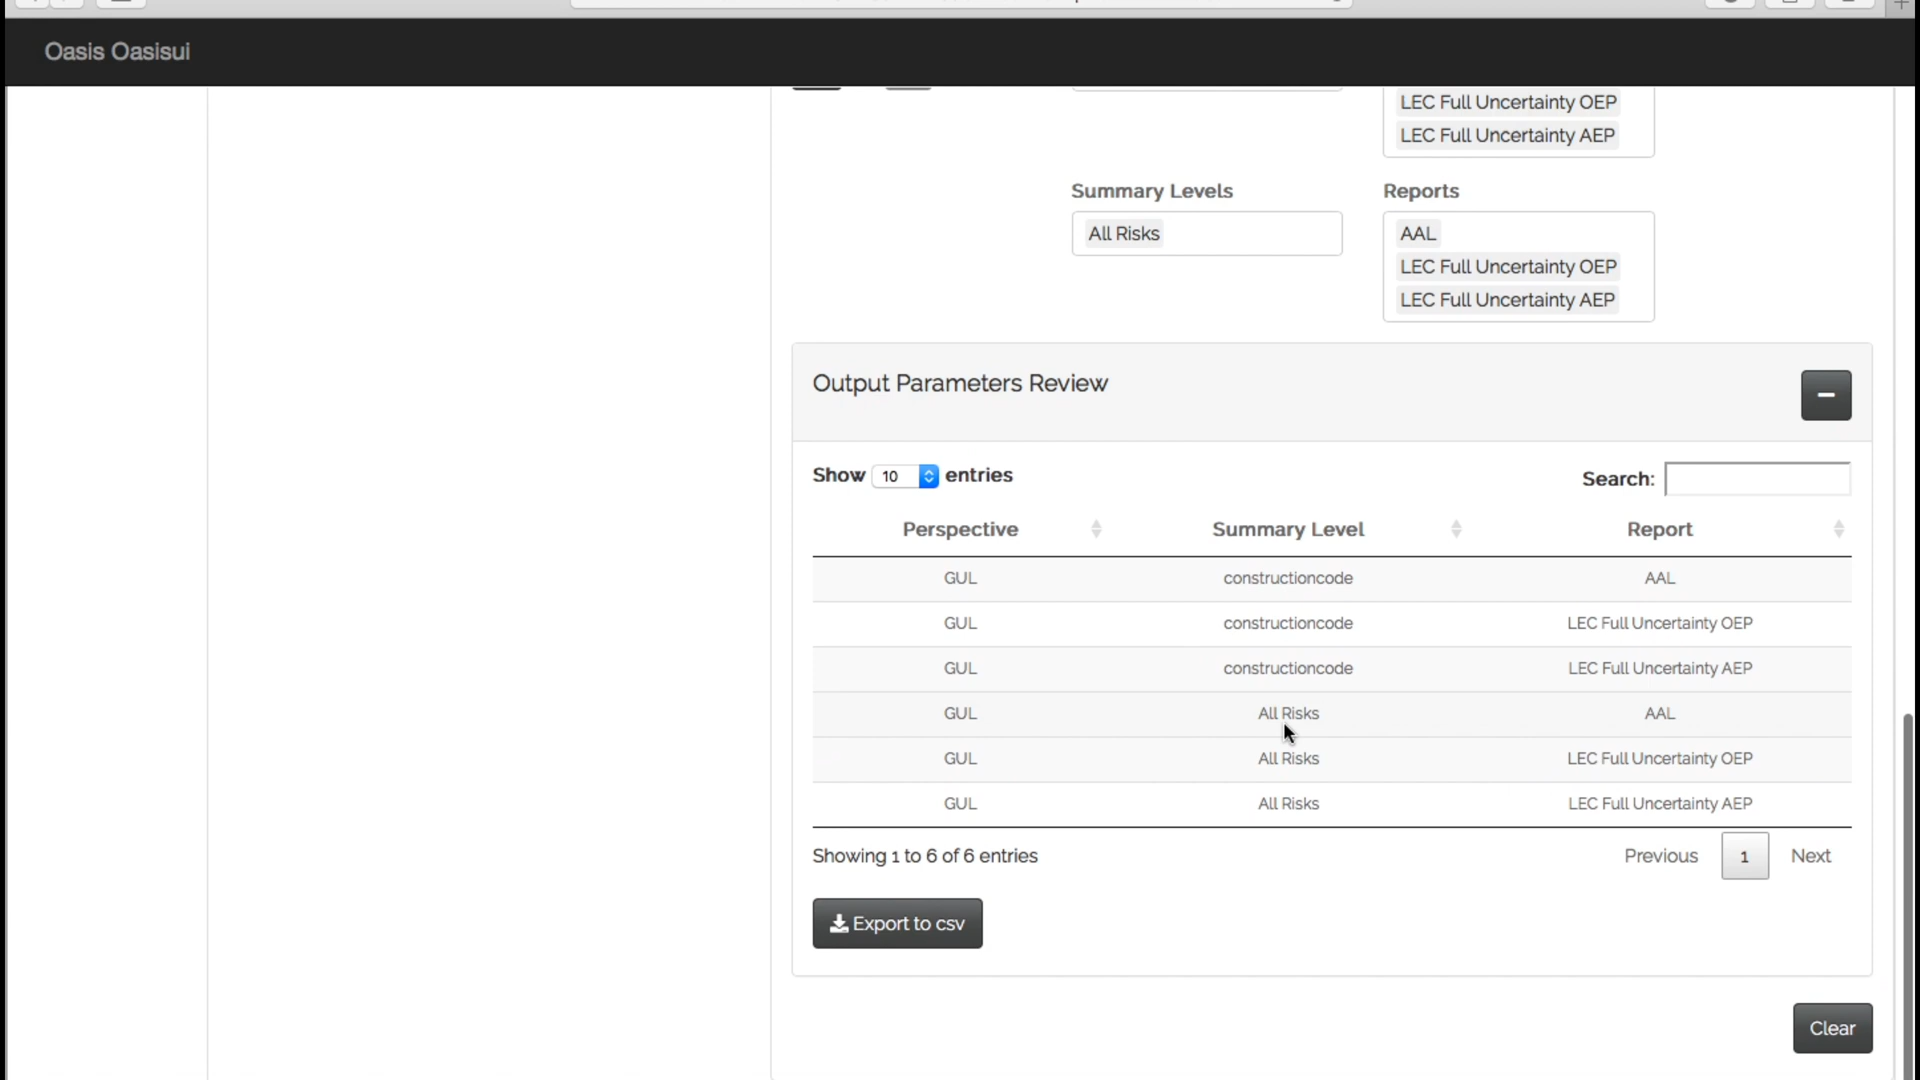 Oasis Oasisui
LEC Full Uncertainty OEP
LEC Full Uncertainty AEP
Summary Levels Reports
All Risks AAL
LEC Full Uncertainty OEP
LEC Full Uncertainty AEP
Output Parameters Review
Show 10 entries Search:
Perspective Summary Level Report
GUL constructioncode AAL
GUL constructioncode LEC Full Uncertainty OEP
GUL constructioncode LEC Full Uncertainty AEP
GUL All Risks AAL
GUL All Risks LEC Full Uncertainty OEP
GUL All Risks LEC Full Uncertainty AEP
Showing 1 to 6 of 6 entries Previous 1 Next
Export to csv
Clear